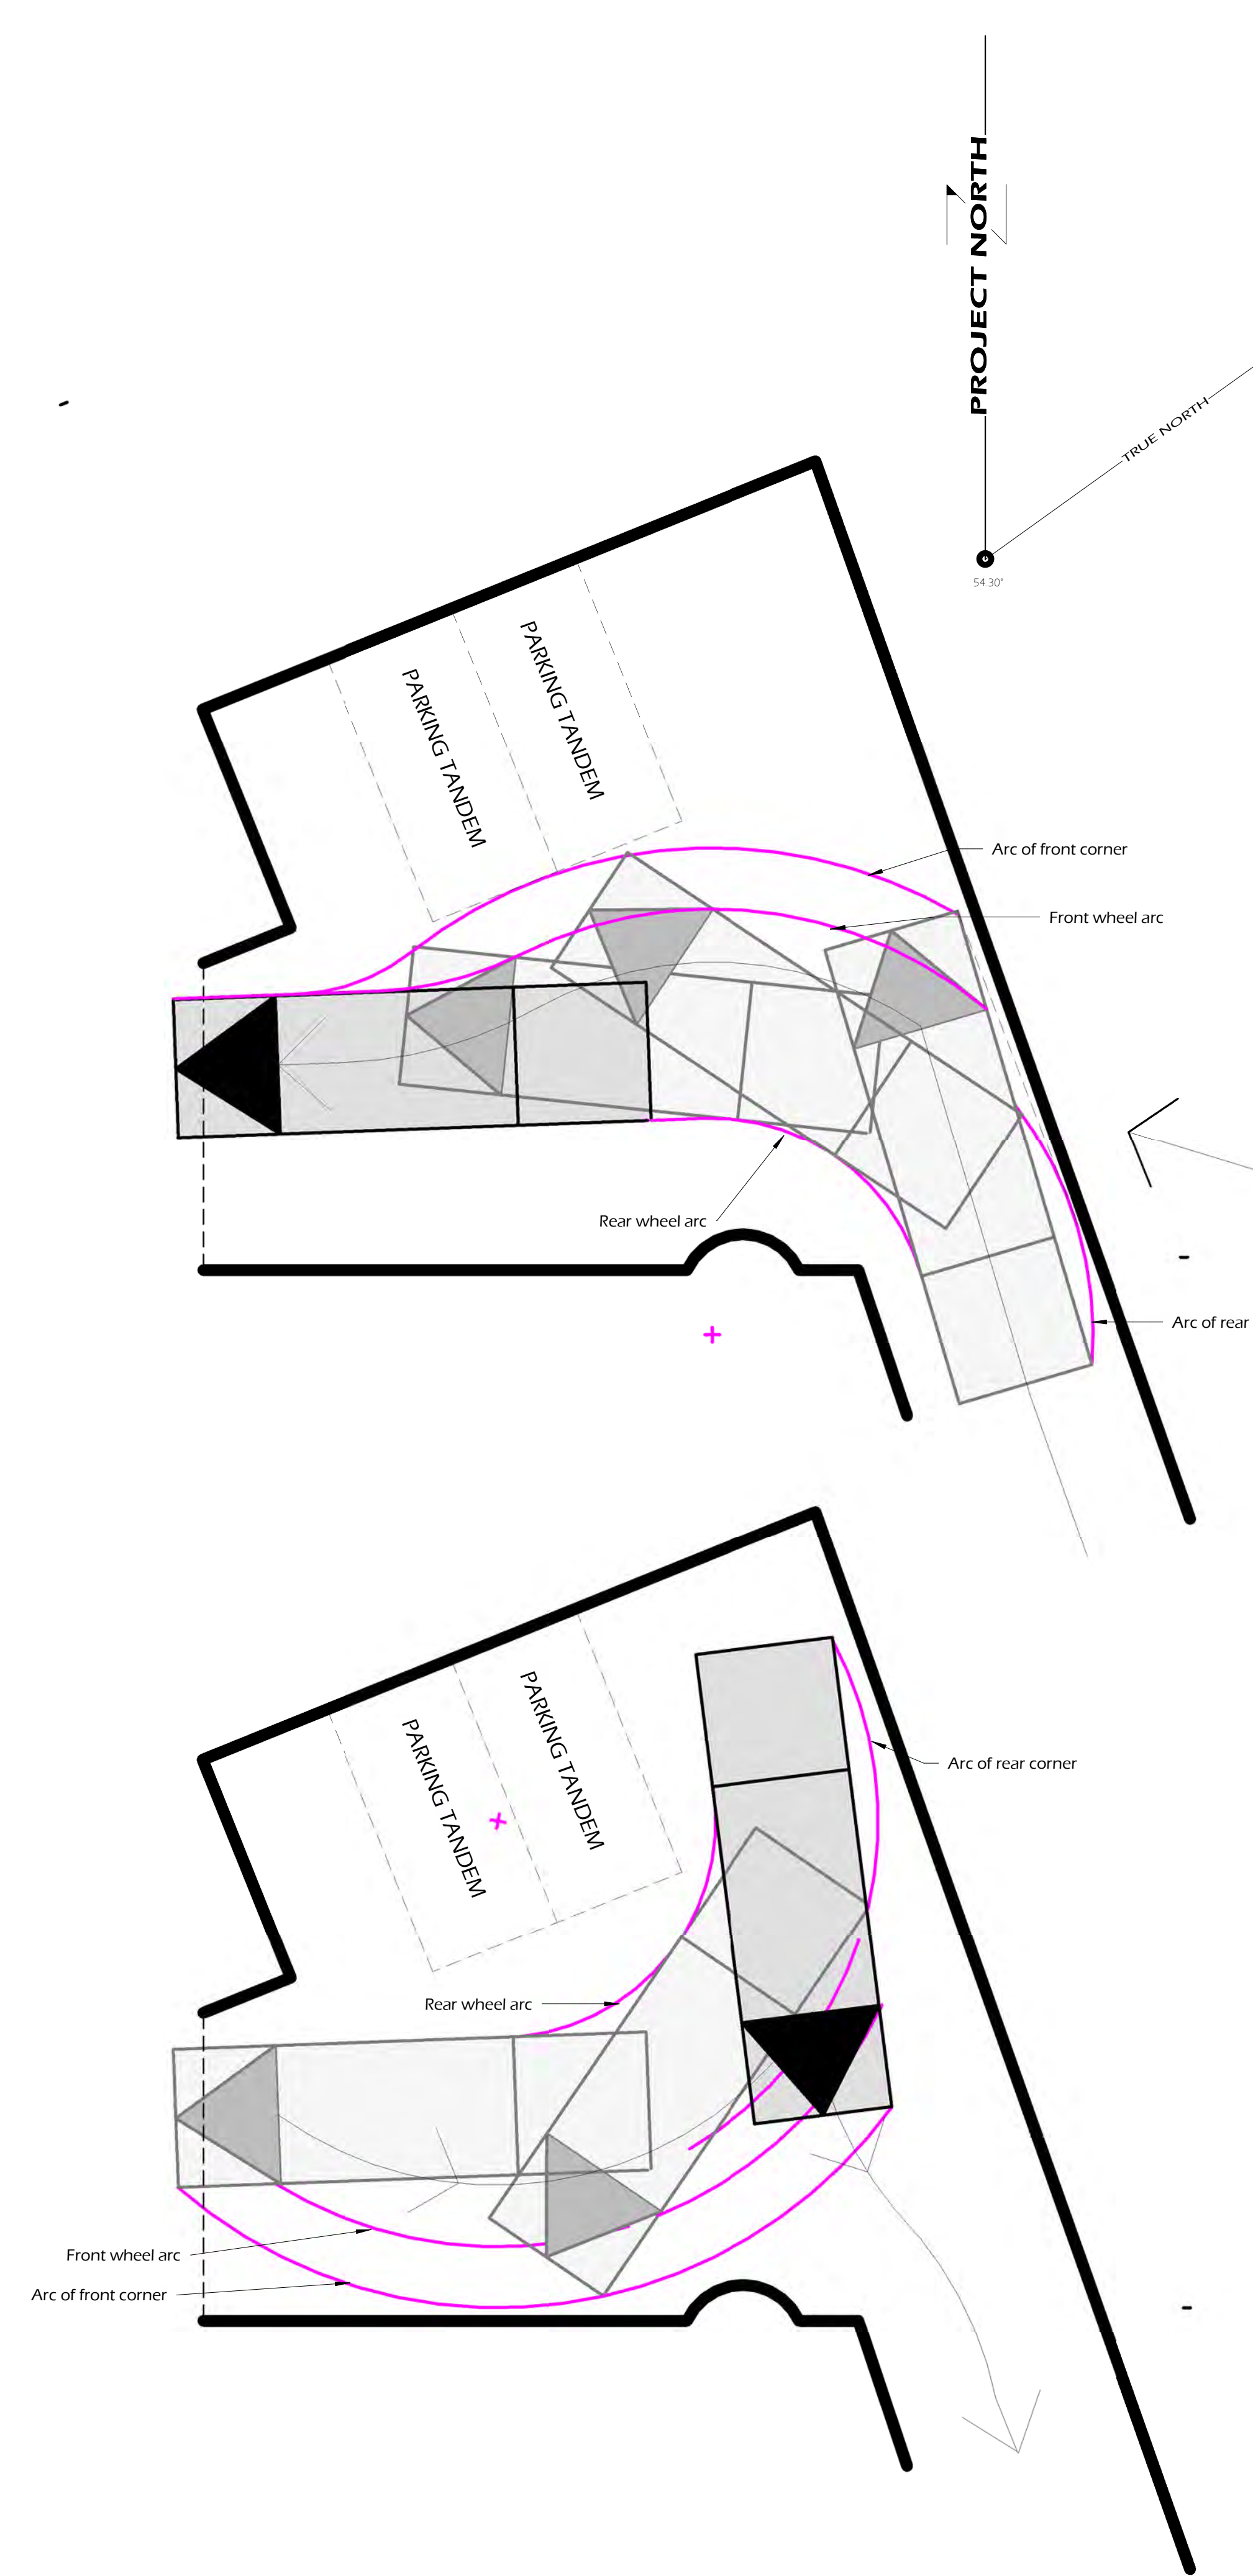 PROJECT NORTH
TRUE NORTH
54.30°
PARKING TANDEM
PARKING TANDEM
Arc of front corner
Front wheel arc
Rear wheel arc
Arc of rear
PARKING TANDEM
PARKING TANDEM
Arc of rear corner
Rear wheel arc
Front wheel arc
Arc of front corner